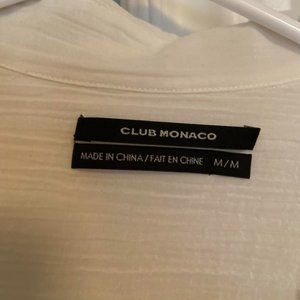 CLUB MONACO
MADE IN CHINA / FAIT EN CHINE M/M